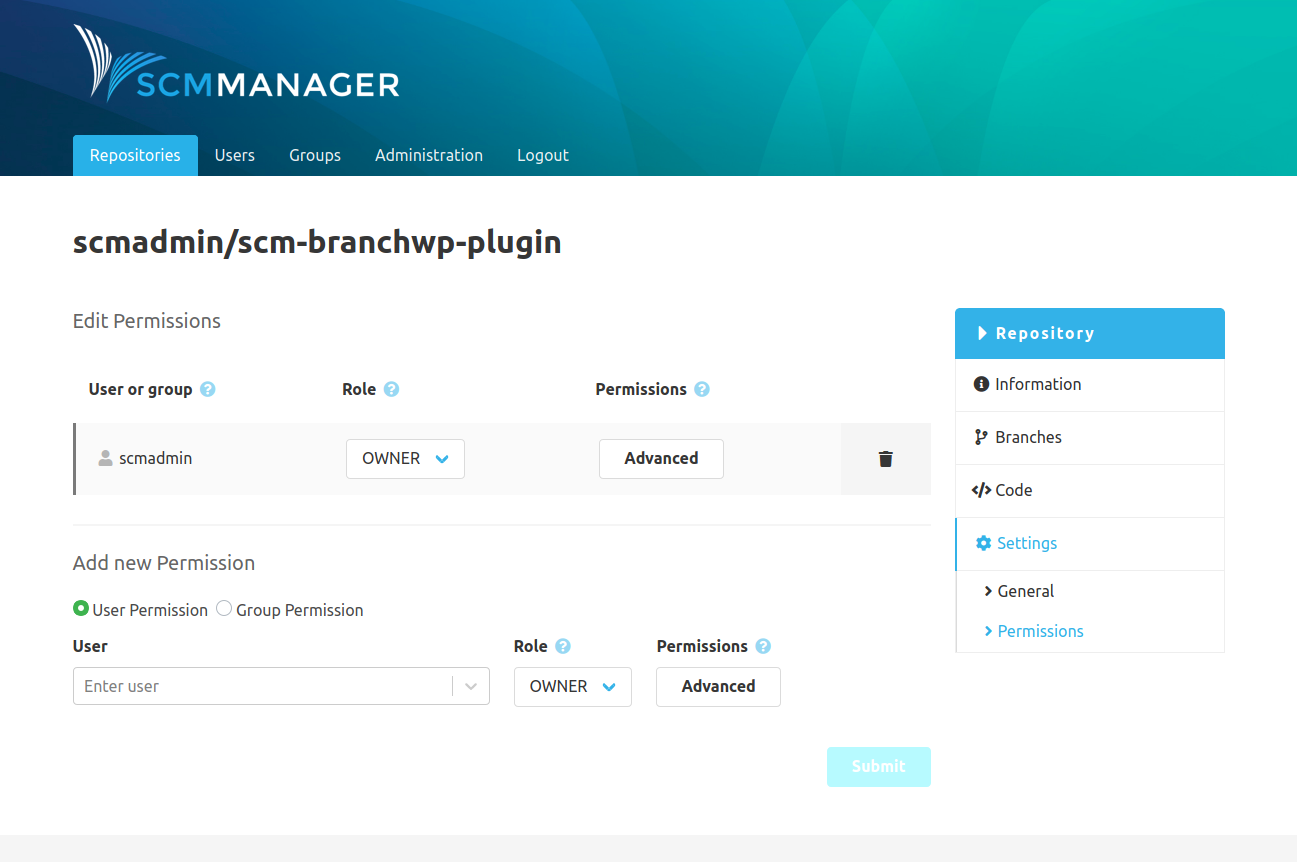 SCMMANAGER
Repositories Users Groups Administration Logout
scmadmin/scm-branchwp-plugin
Edit Permissions
User or group ? Role ? Permissions ?
scmadmin OWNER Advanced
Add new Permission
User Permission Group Permission
User Role ? Permissions ?
Enter user OWNER Advanced
Submit
Repository
Information
Branches
Code
Settings
General
Permissions